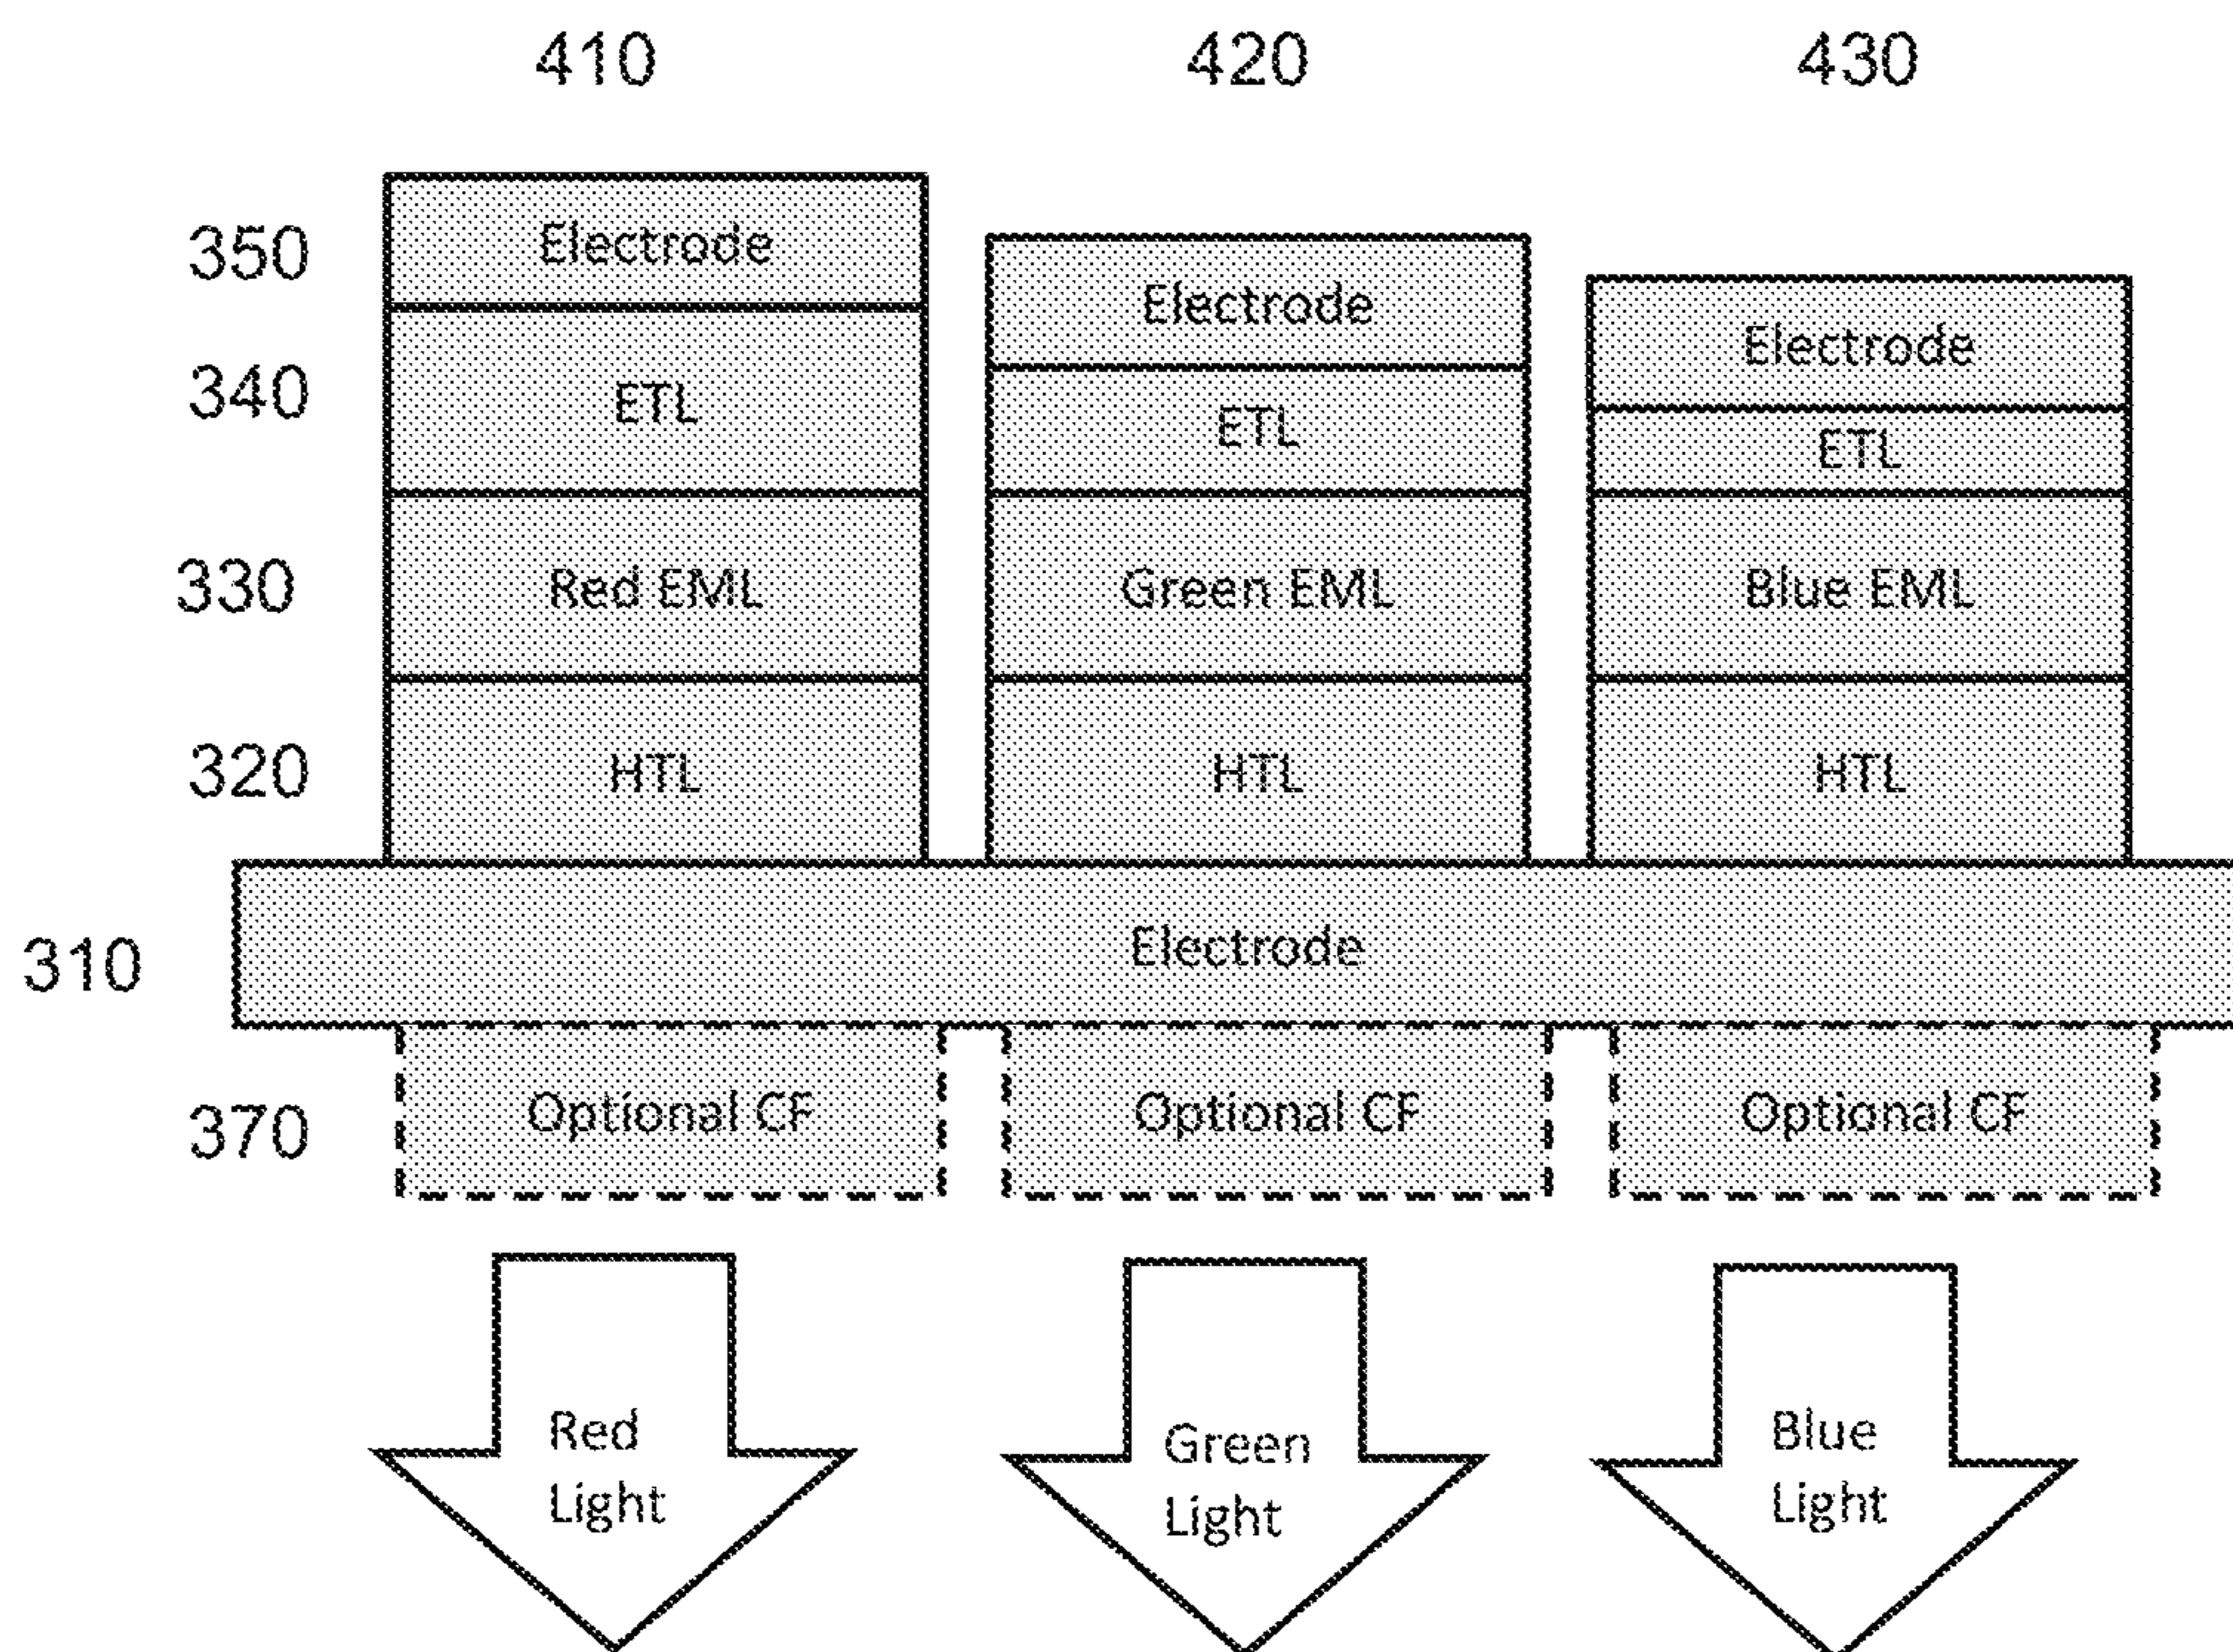 410 420 430
350 Electrode Electrode Electrode
340 ETL ETL ETL
330 Red EML Green EML Blue EML
320 HTL HTL HTL
310 Electrode
370 Optional CF Optional CF Optional CF
Red
Light
Green
Light
Blue
Light